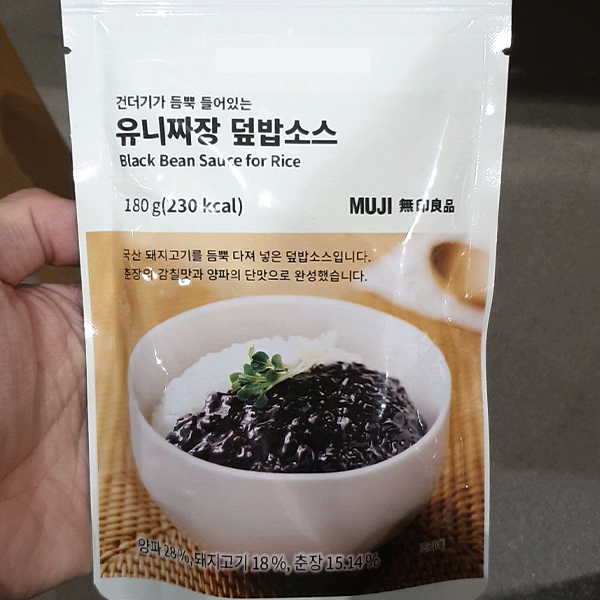 건더기가 듬뿍 들어있는
유니짜장 덮밥소스
Black Bean Sauce for Rice
180 g(230 kcal)
MUJI 無印良品
국산 돼지고기를 듬뿍 다져 넣은 덮밥소스입니다.
춘장의 감칠맛과 양파의 단맛으로 완성했습니다.
양파 28 %, 돼지고기 18 %, 춘장 15.14 %
조리예